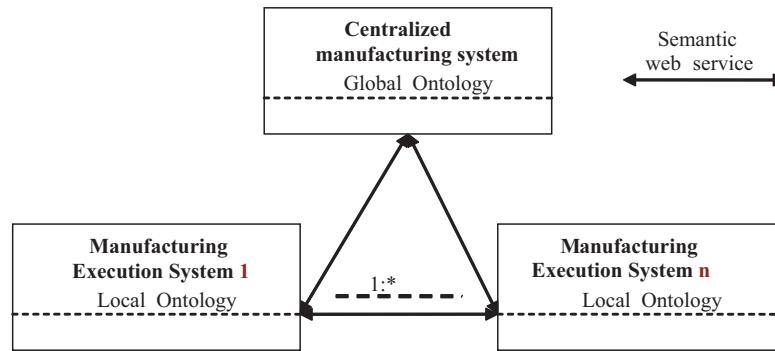 Centralized
manufacturing system
Global Ontology
Semantic
web service
Manufacturing
Execution System 1
Local Ontology
1:*
Manufacturing
Execution System n
Local Ontology